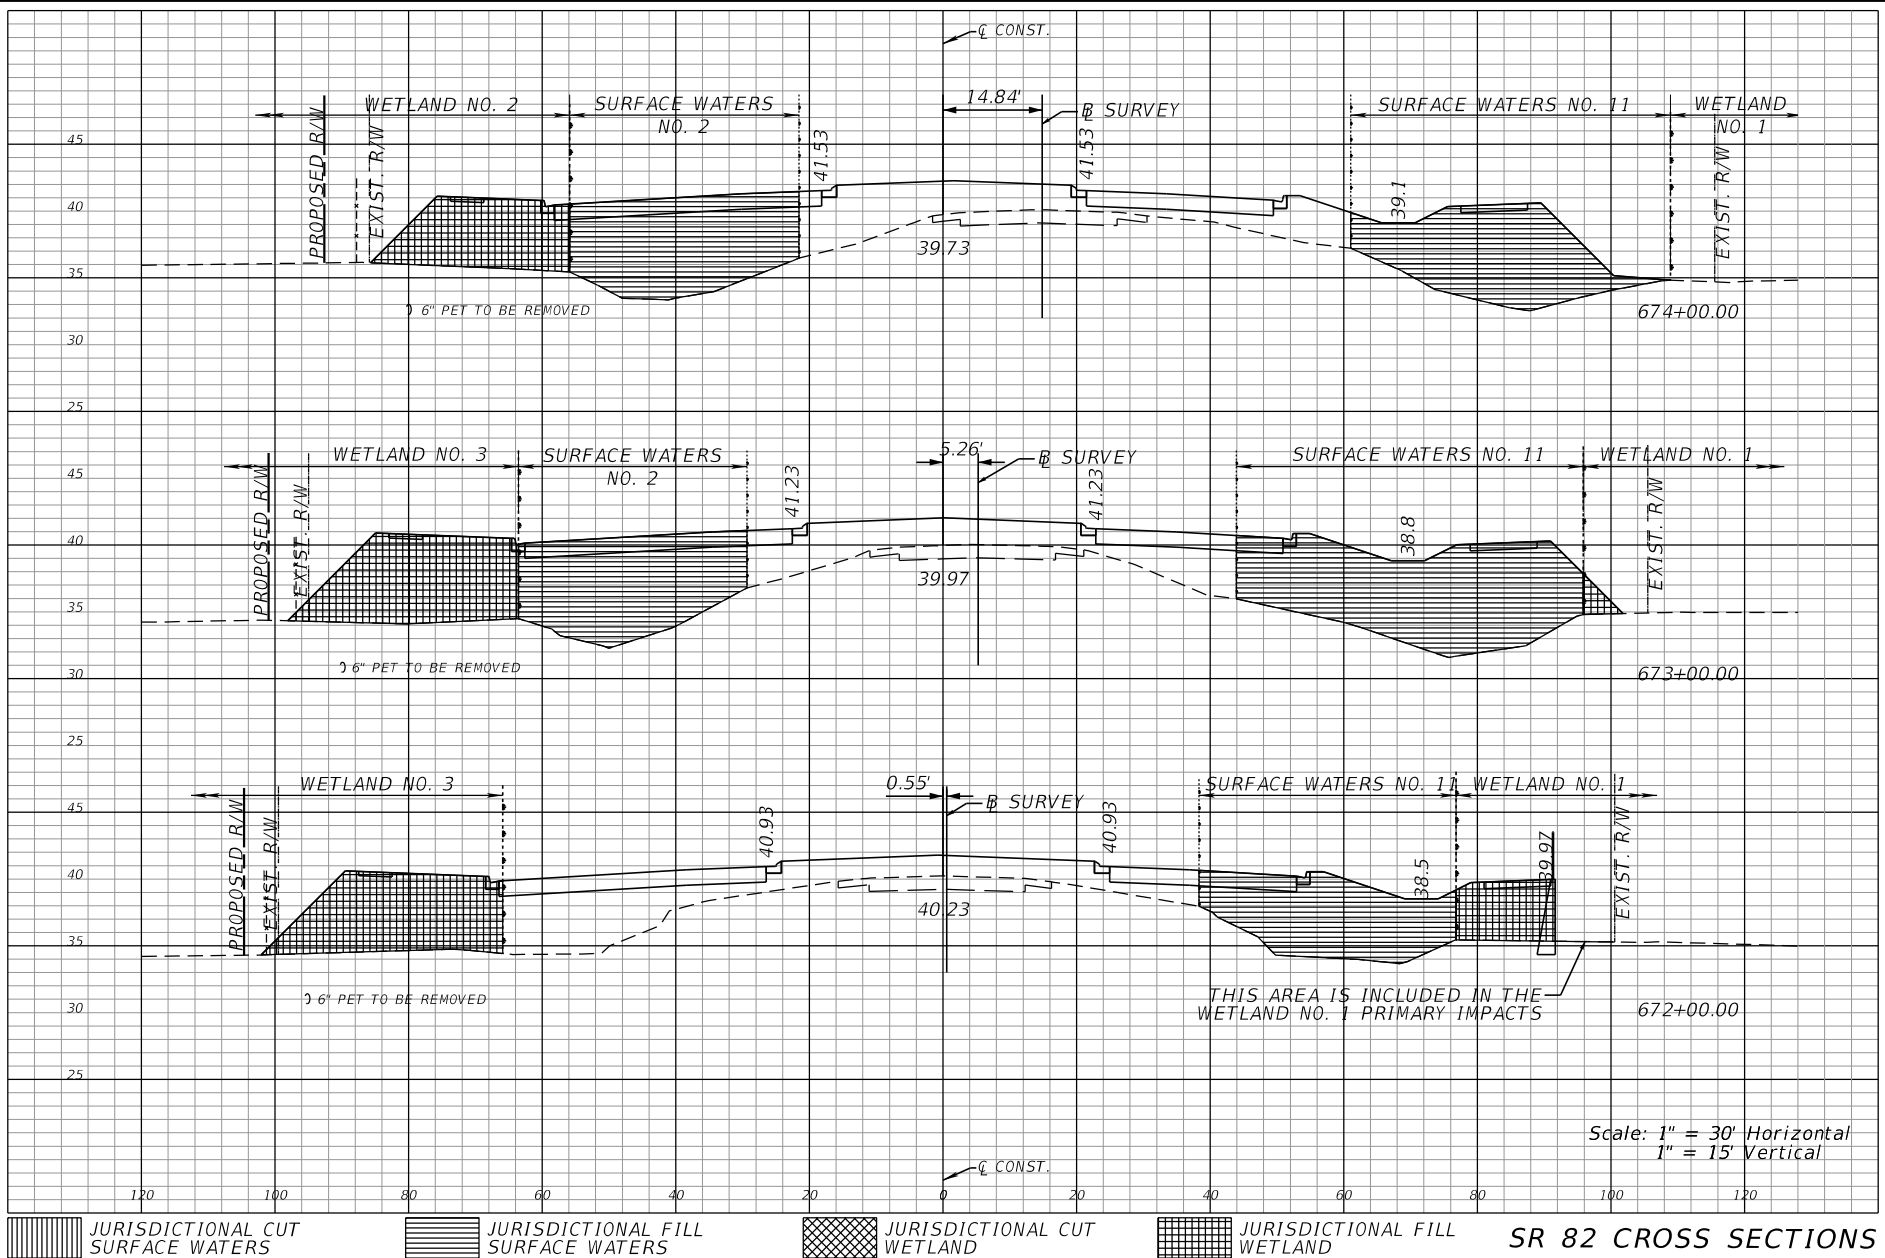 ℄ CONST.
14.84'
℄ SURVEY
WETLAND NO. 2
SURFACE WATERS
NO. 2
SURFACE WATERS NO. 11
WETLAND
NO. 1
PROPOSED R/W
EXIST. R/W
41.53
41.53
39.1
EXIST. R/W
45
40
35
30
25
39.73
6" PET TO BE REMOVED
674+00.00
WETLAND NO. 3
SURFACE WATERS
NO. 2
5.26'
℄ SURVEY
SURFACE WATERS NO. 11
WETLAND NO. 1
PROPOSED R/W
EXIST. R/W
41.23
41.23
38.8
EXIST. R/W
45
40
35
30
25
39.97
6" PET TO BE REMOVED
673+00.00
WETLAND NO. 3
0.55'
℄ SURVEY
SURFACE WATERS NO. 11
WETLAND NO. 1
PROPOSED R/W
EXIST. R/W
40.93
40.93
38.5
39.97
EXIST. R/W
45
40
35
30
25
40.23
6" PET TO BE REMOVED
THIS AREA IS INCLUDED IN THE
WETLAND NO. 1 PRIMARY IMPACTS
672+00.00
Scale: 1" = 30' Horizontal
1" = 15' Vertical
℄ CONST.
120 100 80 60 40 20 0 20 40 60 80 100 120
JURISDICTIONAL CUT
SURFACE WATERS
JURISDICTIONAL FILL
SURFACE WATERS
JURISDICTIONAL CUT
WETLAND
JURISDICTIONAL FILL
WETLAND
SR 82 CROSS SECTIONS